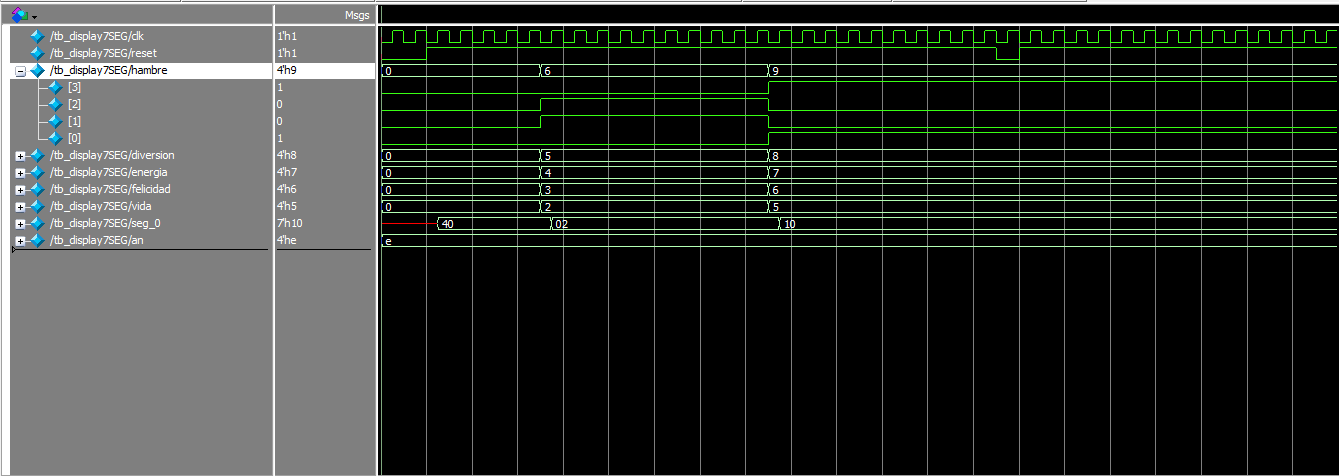 Msgs
/tb_display7SEG/clk 1'h1
/tb_display7SEG/reset 1'h1
/tb_display7SEG/hambre 4'h9 0 6 9
[3] 1
[2] 0
[1] 0
[0] 1
/tb_display7SEG/diversion 4'h8 0 5 8
/tb_display7SEG/energia 4'h7 0 4 7
/tb_display7SEG/felicidad 4'h6 0 3 6
/tb_display7SEG/vida 4'h5 0 2 5
/tb_display7SEG/seg_0 7'h10 40 02 10
/tb_display7SEG/an 4'he e